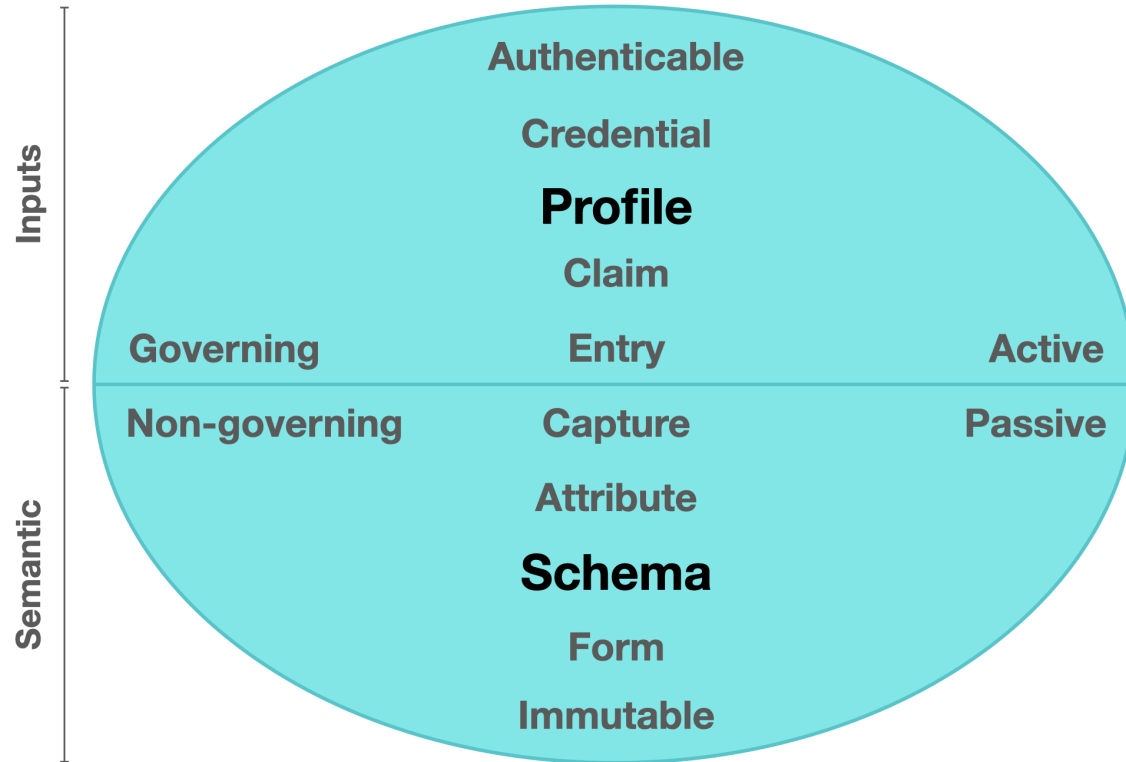 Inputs
Authenticable
Credential
Profile
Claim
Governing Entry Active
Semantic
Non-governing Capture Passive
Attribute
Schema
Form
Immutable